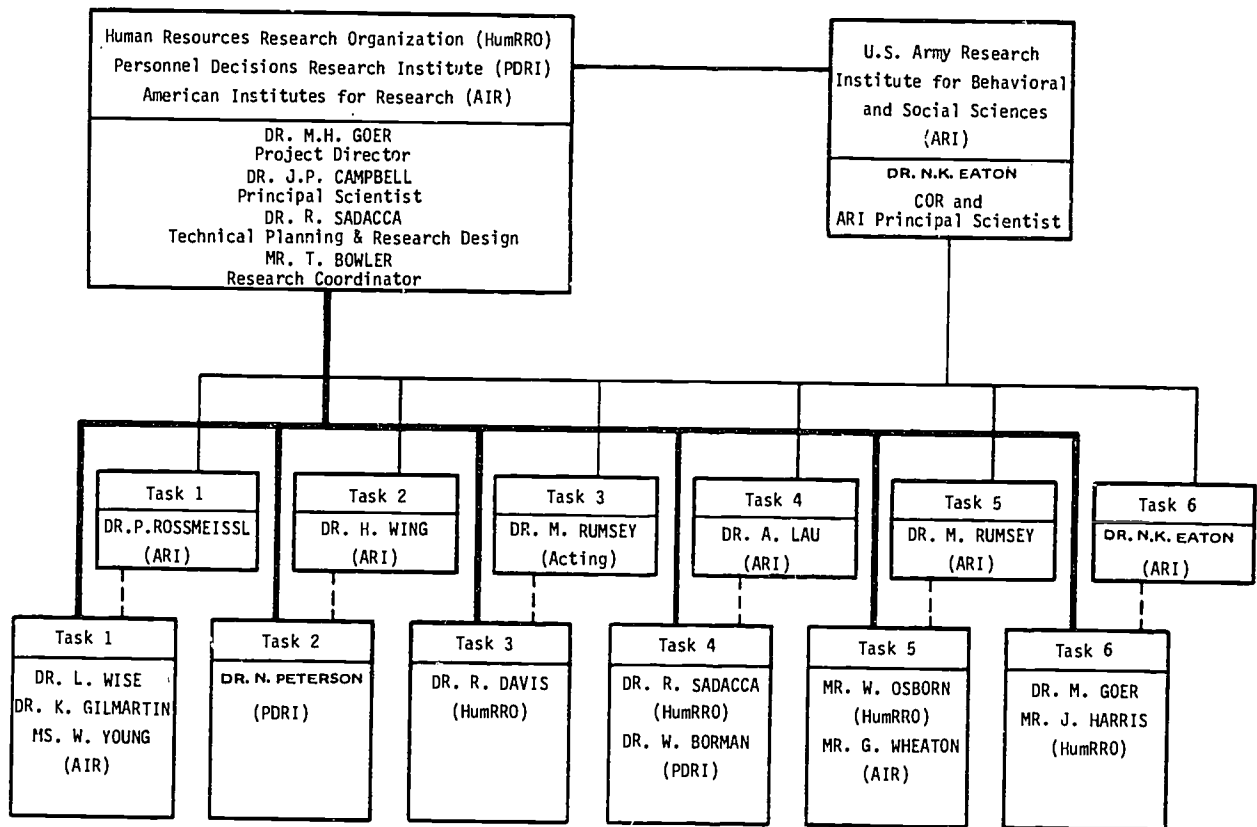 Human Resources Research Organization (HumRRO)
Personnel Decisions Research Institute (PDRI)
American Institutes for Research (AIR)
DR. M.H. GOER
Project Director
DR. J.P. CAMPBELL
Principal Scientist
DR. R. SADACCA
Technical Planning & Research Design
MR. T. BOWLER
Research Coordinator
U.S. Army Research
Institute for Behavioral
and Social Sciences
(ARI)
DR. N.K. EATON
COR and
ARI Principal Scientist
Task 1
DR.P.ROSSMEISSL
(ARI)
Task 2
DR. H. WING
(ARI)
Task 3
DR. M. RUMSEY
(Acting)
Task 4
DR. A. LAU
(ARI)
Task 5
DR. M. RUMSEY
(ARI)
Task 6
DR. N.K. EATON
(ARI)
Task 1
DR. L. WISE
DR. K. GILMARTIN
MS. W. YOUNG
(AIR)
Task 2
DR. N. PETERSON
(PDRI)
Task 3
DR. R. DAVIS
(HumRRO)
Task 4
DR. R. SADACCA
(HumRRO)
DR. W. BORMAN
(PDRI)
Task 5
MR. W. OSBORN
(HumRRO)
MR. G. WHEATON
(AIR)
Task 6
DR. M. GOER
MR. J. HARRIS
(HumRRO)